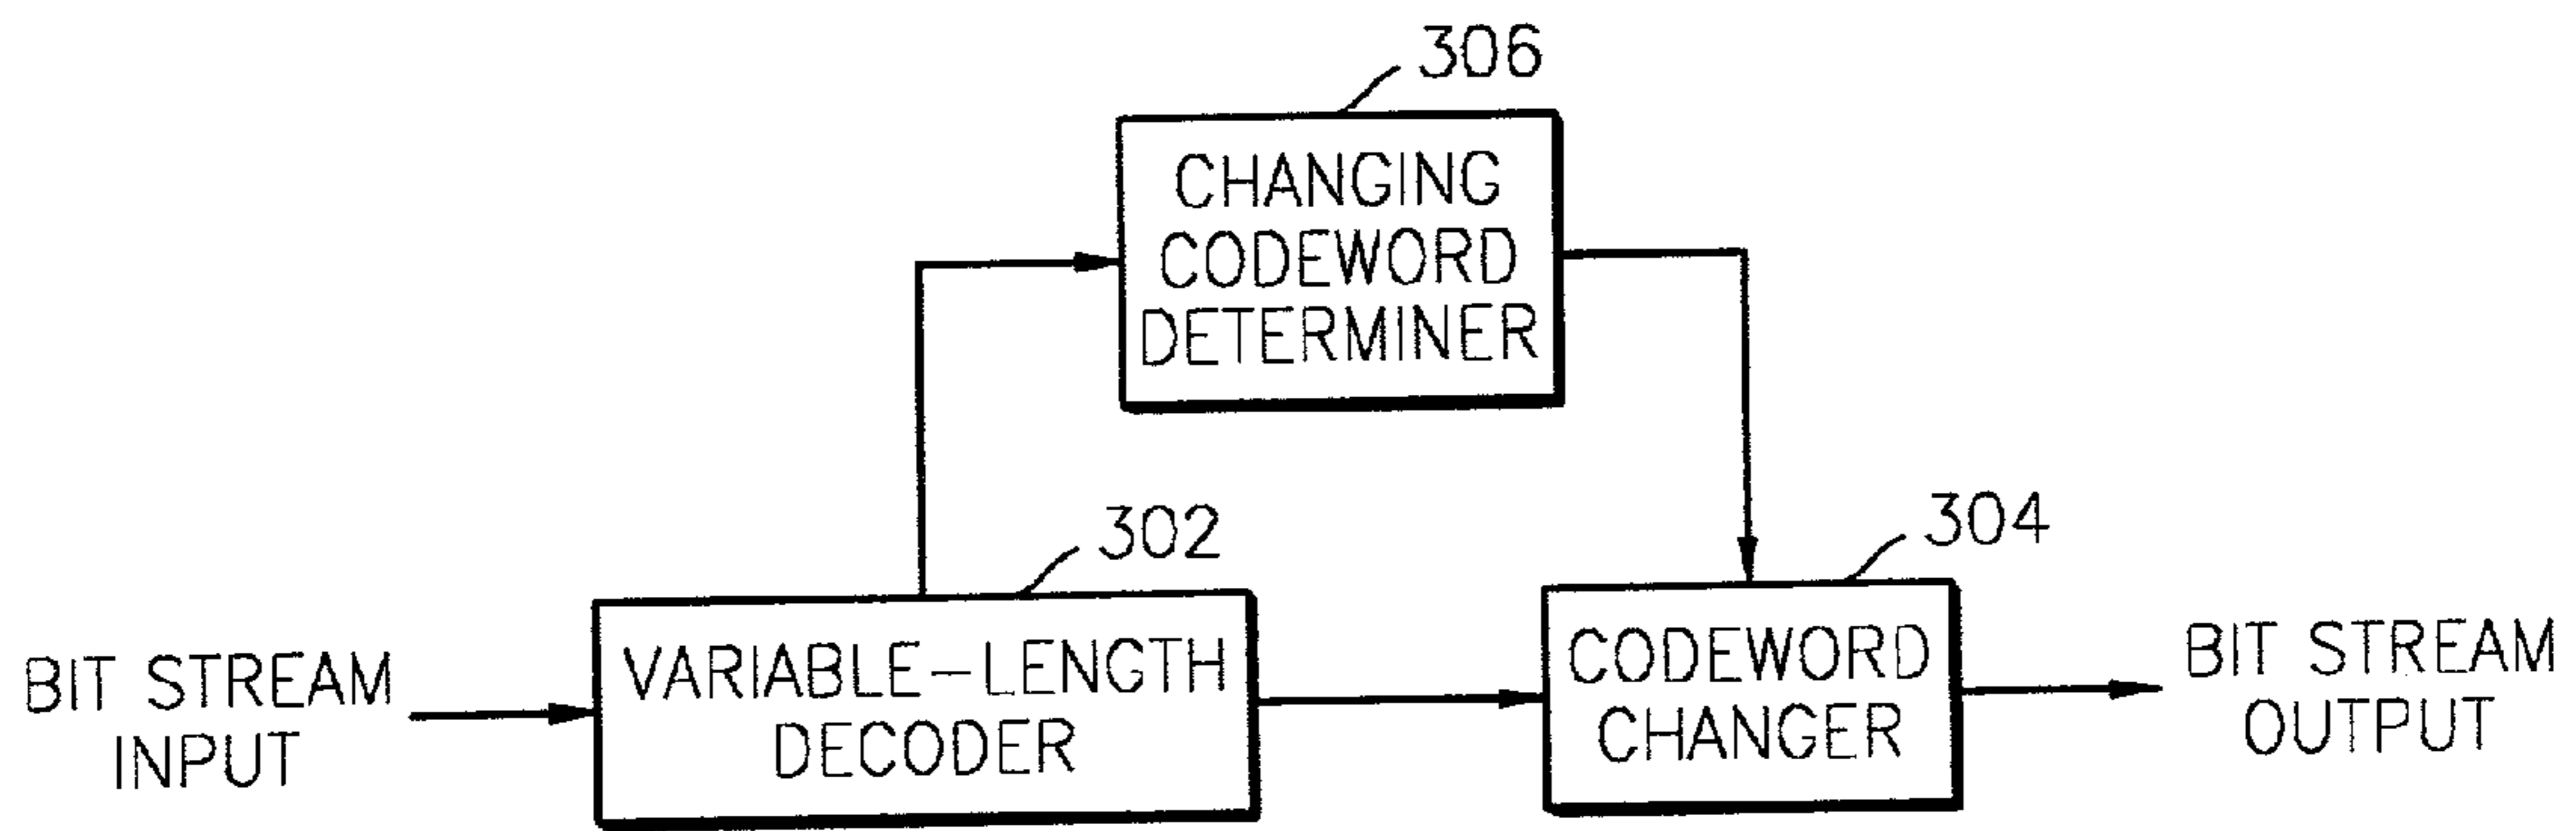 306
CHANGING
CODEWORD
DETERMINER
302
304
BIT STREAM
INPUT
VARIABLE-LENGTH
DECODER
CODEWORD
CHANGER
BIT STREAM
OUTPUT